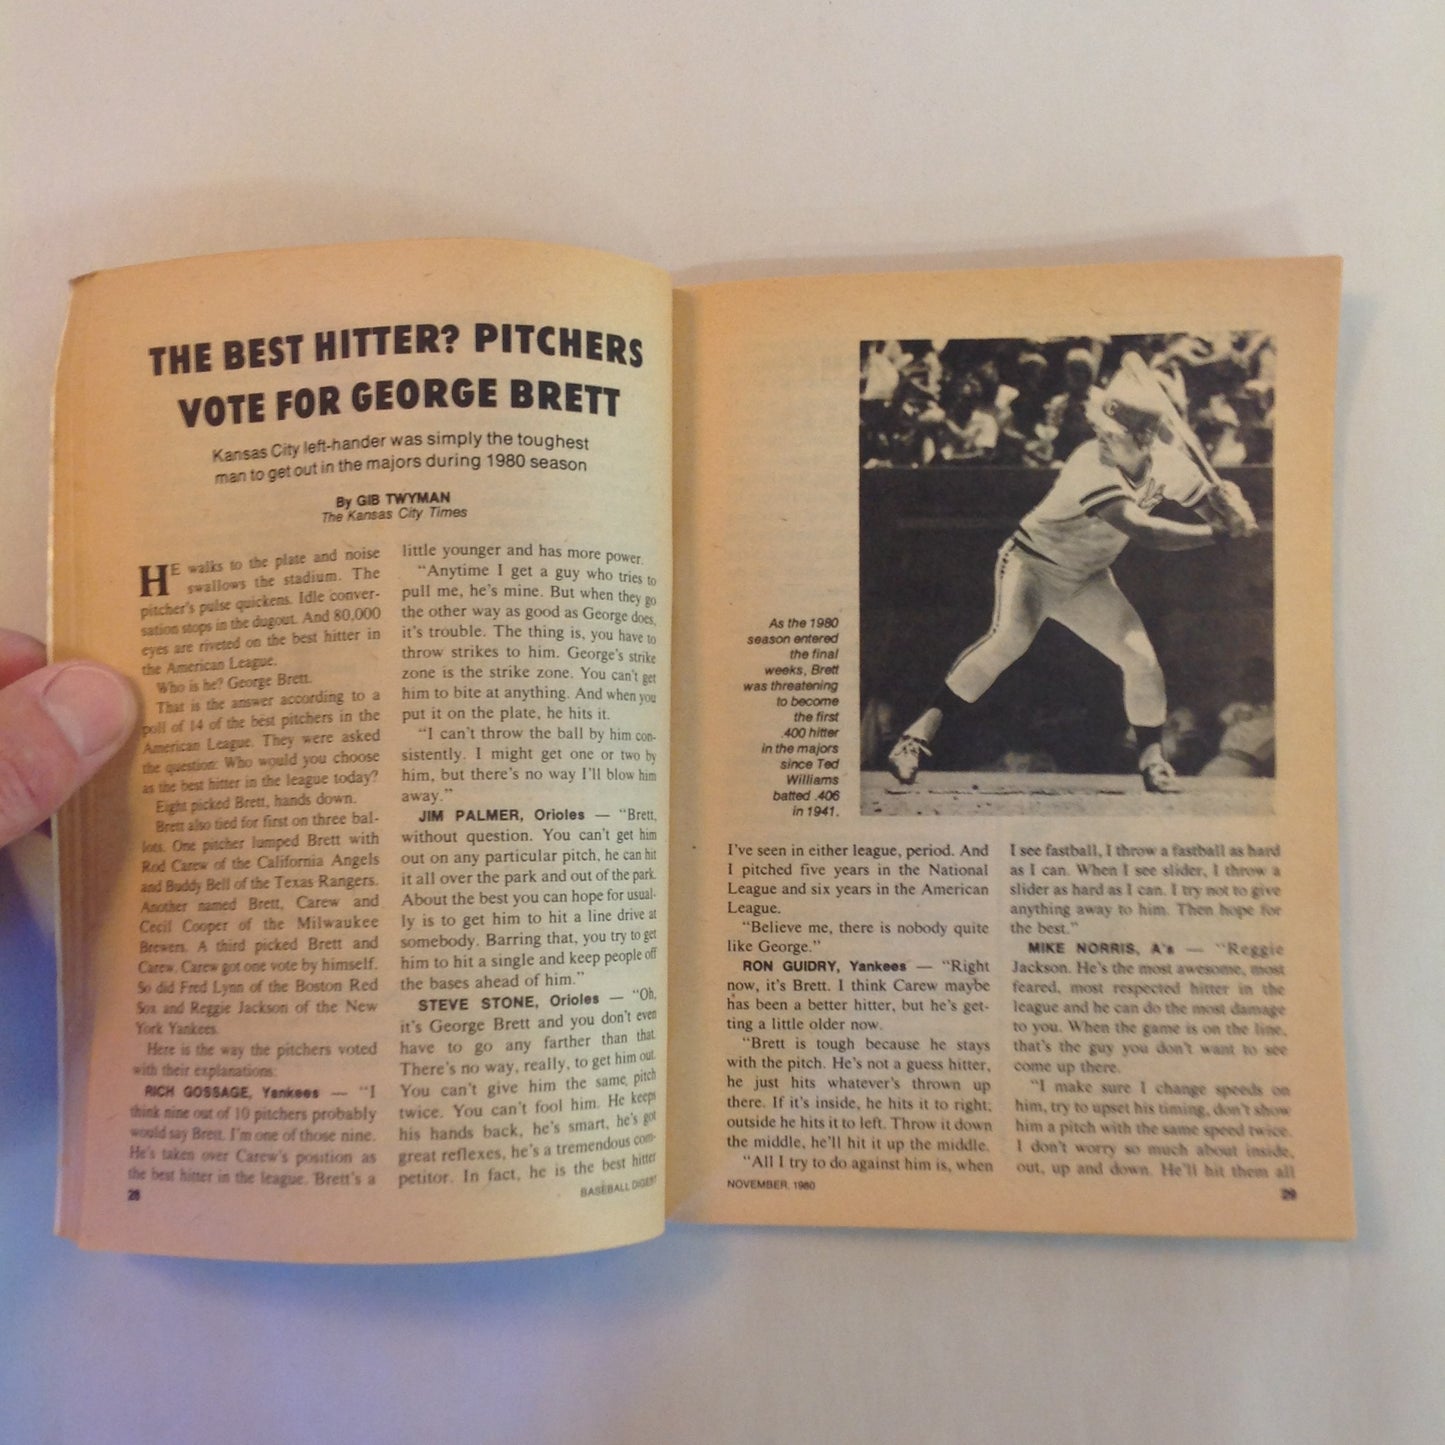 THE BEST HITTER? PITCHERS
VOTE FOR GEORGE BRETT
Kansas City left-hander was simply the toughest
man to get out in the majors during 1980 season
By GIB TWYMAN
The Kansas City Times
HE walks to the plate and noise
swallows the stadium. The
pitcher's pulse quickens. Idle conver-
sation stops in the dugout. And 80,000
eyes are riveted on the best hitter in
the American League.
Who is he? George Brett.
That is the answer according to a
poll of 14 of the best pitchers in the
American League. They were asked
the question: Who would you choose
as the best hitter in the league today?
Eight picked Brett, hands down.
Brett also tied for first on three bal-
lots. One pitcher lumped Brett with
Rod Carew of the California Angels
and Buddy Bell of the Texas Rangers.
Another named Brett, Carew and
Cecil Cooper of the Milwaukee
Brewers. A third picked Brett and
Carew. Carew got one vote by himself.
So did Fred Lynn of the Boston Red
Sox and Reggie Jackson of the New
York Yankees.
Here is the way the pitchers voted
with their explanations:
RICH GOSSAGE, Yankees — "I
think nine out of 10 pitchers probably
would say Brett. I'm one of those nine.
He's taken over Carew's position as
the best hitter in the league. Brett's a
28
little younger and has more power.
"Anytime I get a guy who tries to
pull me, he's mine. But when they go
the other way as good as George does,
it's trouble. The thing is, you have to
throw strikes to him. George's strike
zone is the strike zone. You can't get
him to bite at anything. And when you
put it on the plate, he hits it.
"I can't throw the ball by him con-
sistently. I might get one or two by
him, but there's no way I'll blow him
away."
JIM PALMER, Orioles — "Brett,
without question. You can't get him
out on any particular pitch, he can hit
it all over the park and out of the park.
About the best you can hope for usual-
ly is to get him to hit a line drive at
somebody. Barring that, you try to get
him to hit a single and keep people off
the bases ahead of him."
STEVE STONE, Orioles — "Oh,
it's George Brett and you don't even
have to go any farther than that.
There's no way, really, to get him out.
You can't give him the same pitch
twice. You can't fool him. He keeps
his hands back, he's smart, he's got
great reflexes, he's a tremendous com-
petitor. In fact, he is the best hitter
BASEBALL DIGEST
As the 1980
season entered
the final
weeks, Brett
was threatening
to become
the first
.400 hitter
in the majors
since Ted
Williams
batted .406
in 1941.
I've seen in either league, period. And
I pitched five years in the National
League and six years in the American
League.
"Believe me, there is nobody quite
like George."
RON GUIDRY, Yankees — "Right
now, it's Brett. I think Carew maybe
has been a better hitter, but he's get-
ting a little older now.
"Brett is tough because he stays
with the pitch. He's not a guess hitter,
he just hits whatever's thrown up
there. If it's inside, he hits it to right;
outside he hits it to left. Throw it down
the middle, he'll hit it up the middle.
"All I try to do against him is, when
NOVEMBER, 1980
I see fastball, I throw a fastball as hard
as I can. When I see slider, I throw a
slider as hard as I can. I try not to give
anything away to him. Then hope for
the best."
MIKE NORRIS, A's — "Reggie
Jackson. He's the most awesome, most
feared, most respected hitter in the
league and he can do the most damage
to you. When the game is on the line,
that's the guy you don't want to see
come up there.
"I make sure I change speeds on
him, try to upset his timing, don't show
him a pitch with the same speed twice.
I don't worry so much about inside,
out, up and down. He'll hit them all
29